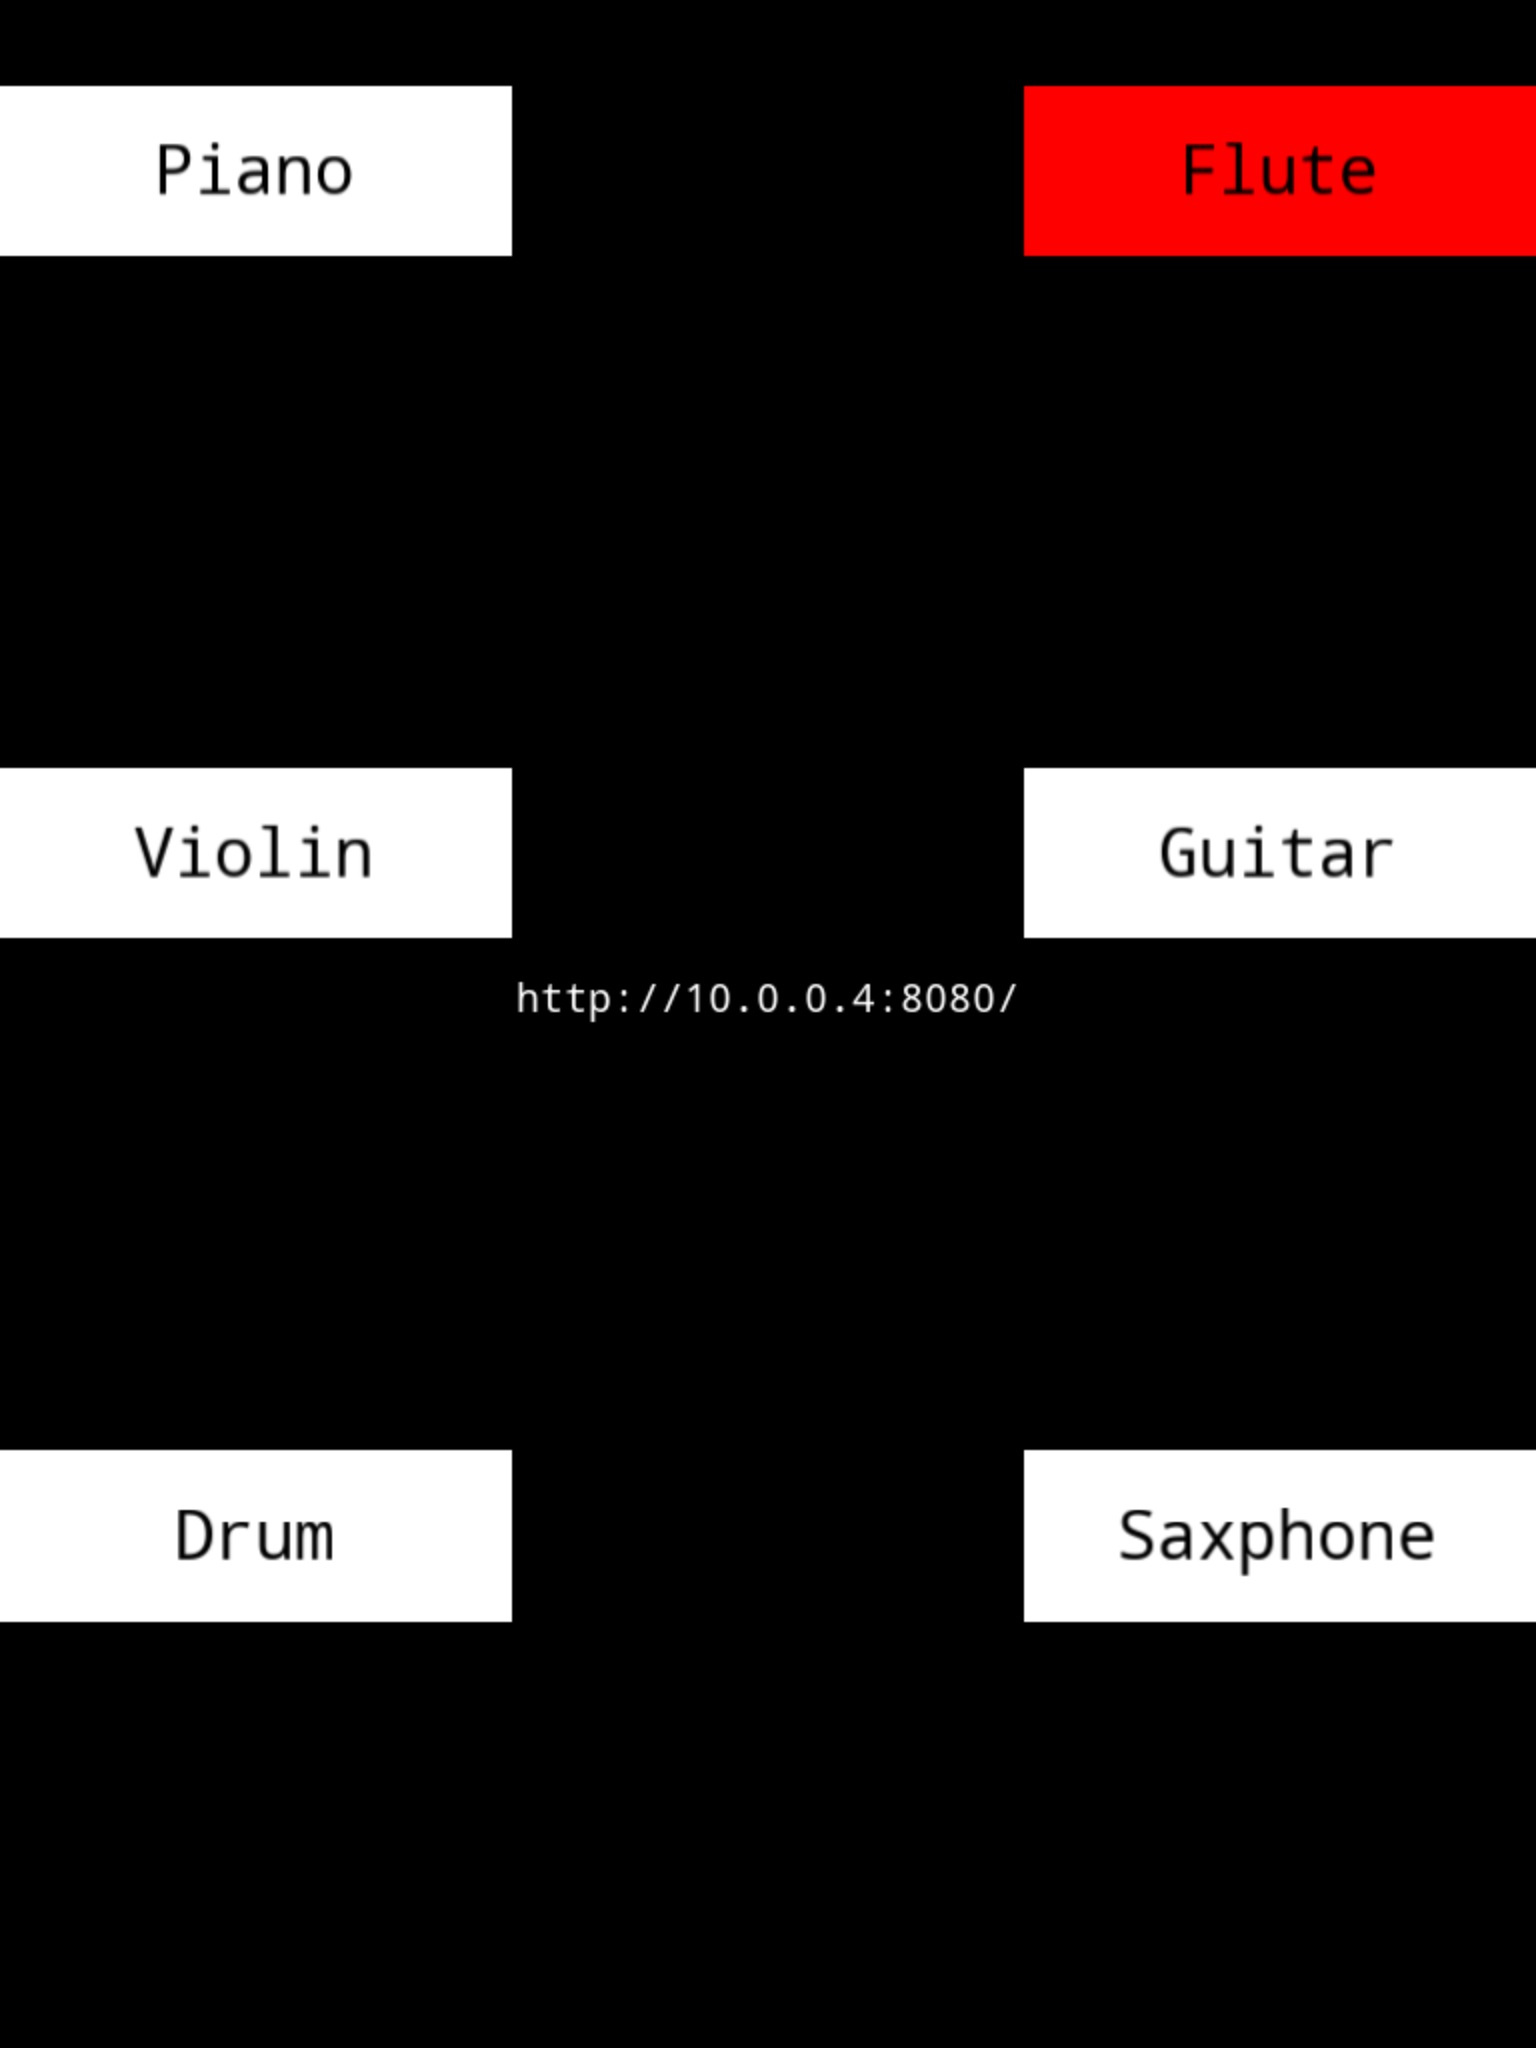 Piano
Flute
Violin
Guitar
http://10.0.0.4:8080/
Drum
Saxphone